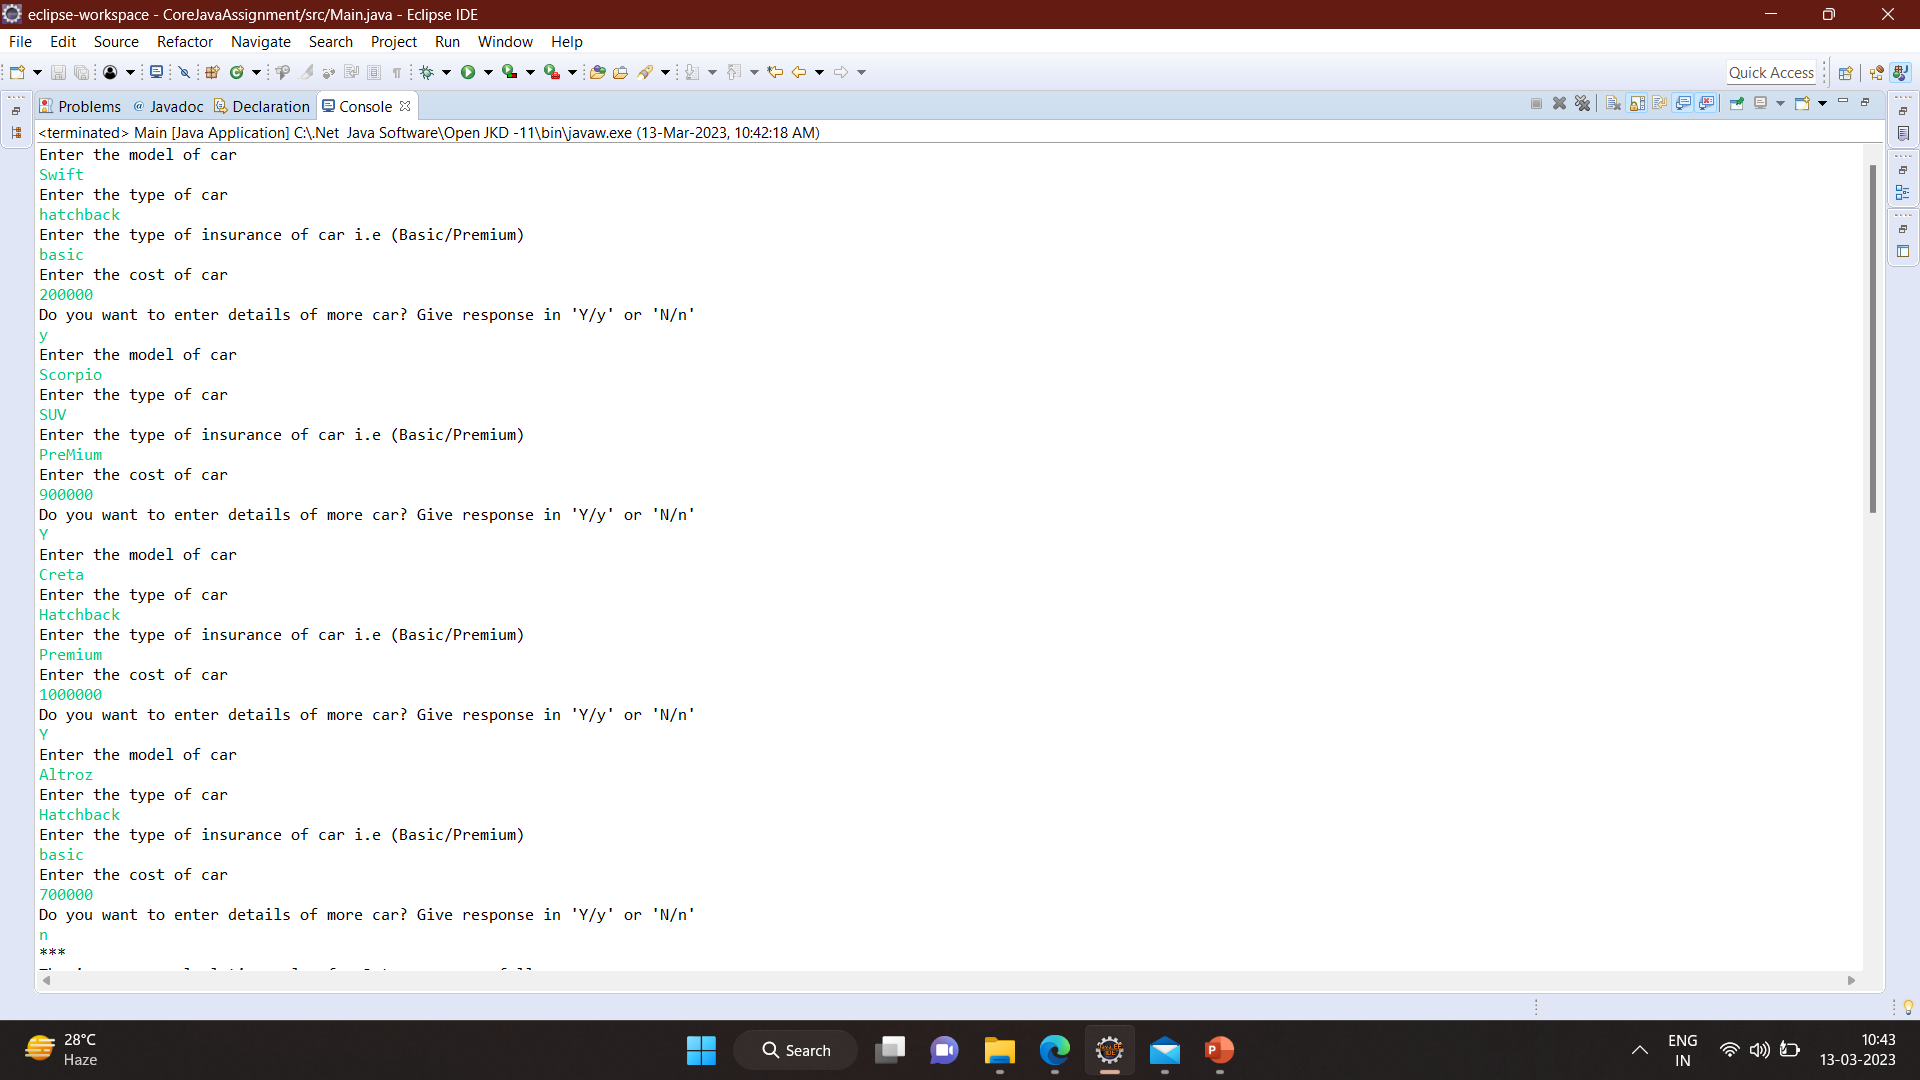 eclipse-workspace - CoreJavaAssignment/src/Main.java - Eclipse IDE
File Edit Source Refactor Navigate Search Project Run Window Help
Quick Access
Problems @ Javadoc Declaration Console
<terminated> Main [Java Application] C:\.Net Java Software\Open JKD -11\bin\javaw.exe (13-Mar-2023, 10:42:18 AM)
Enter the model of car
Swift
Enter the type of car
hatchback
Enter the type of insurance of car i.e (Basic/Premium)
basic
Enter the cost of car
200000
Do you want to enter details of more car? Give response in 'Y/y' or 'N/n'
y
Enter the model of car
Scorpio
Enter the type of car
SUV
Enter the type of insurance of car i.e (Basic/Premium)
PreMium
Enter the cost of car
900000
Do you want to enter details of more car? Give response in 'Y/y' or 'N/n'
Y
Enter the model of car
Creta
Enter the type of car
Hatchback
Enter the type of insurance of car i.e (Basic/Premium)
Premium
Enter the cost of car
1000000
Do you want to enter details of more car? Give response in 'Y/y' or 'N/n'
Y
Enter the model of car
Altroz
Enter the type of car
Hatchback
Enter the type of insurance of car i.e (Basic/Premium)
basic
Enter the cost of car
700000
Do you want to enter details of more car? Give response in 'Y/y' or 'N/n'
n
***
28°C
Haze
Search
ENG
IN
10:43
13-03-2023